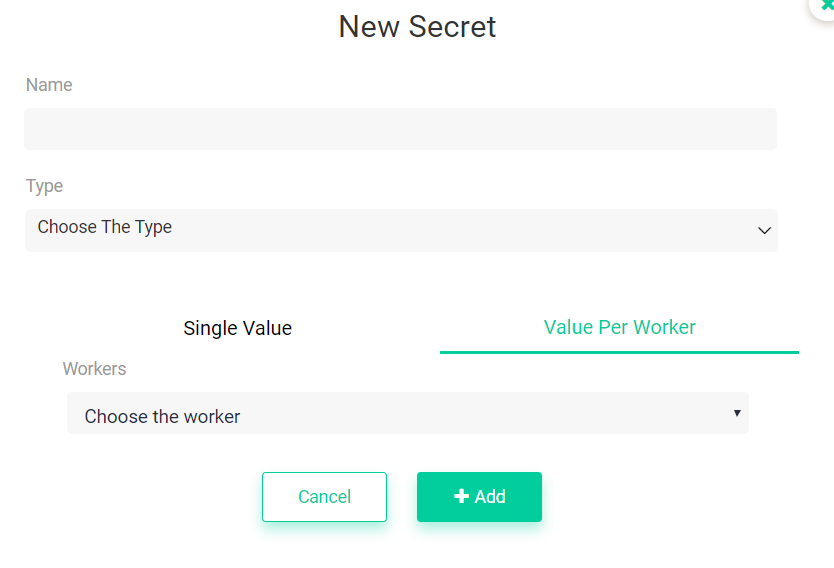 New Secret
Name
Type
Choose The Type
Single Value
Value Per Worker
Workers
Choose the worker
Cancel
Add